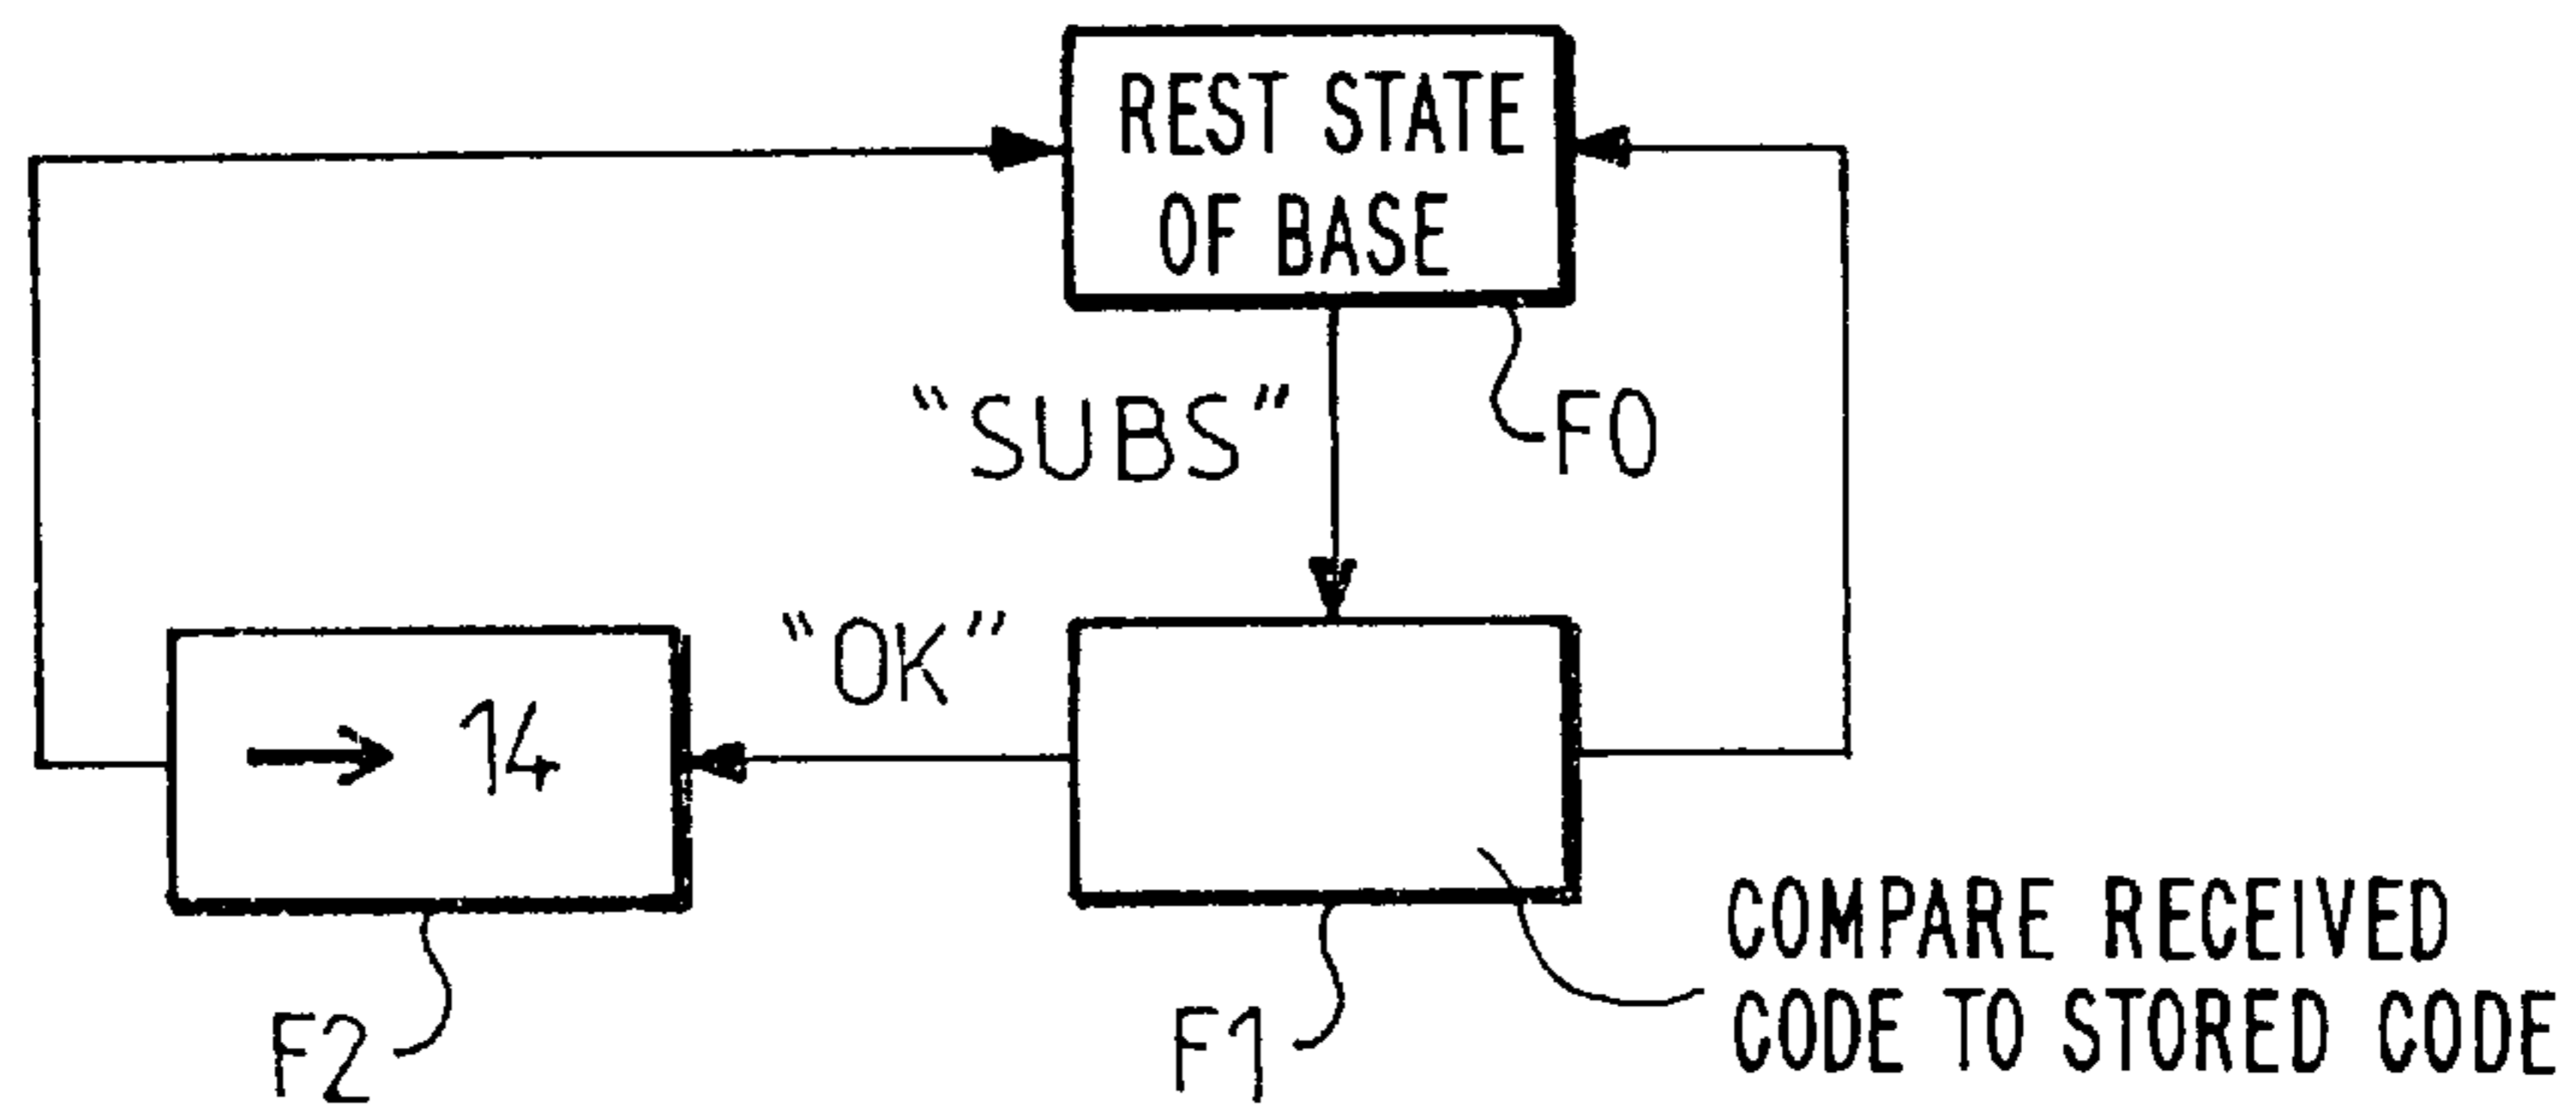 REST STATE
OF BASE
“SUBS”
F0
“OK”
→ 14
COMPARE RECEIVED
CODE TO STORED CODE
F2
F1